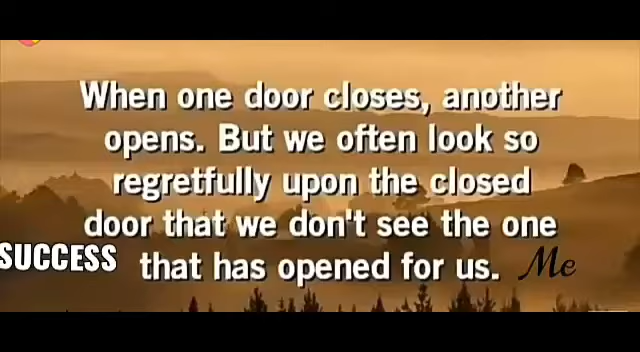 When one door closes, another
opens. But we often look so
regretfully upon the closed
door that we don't see the one
SUCCESS that has opened for us. Me